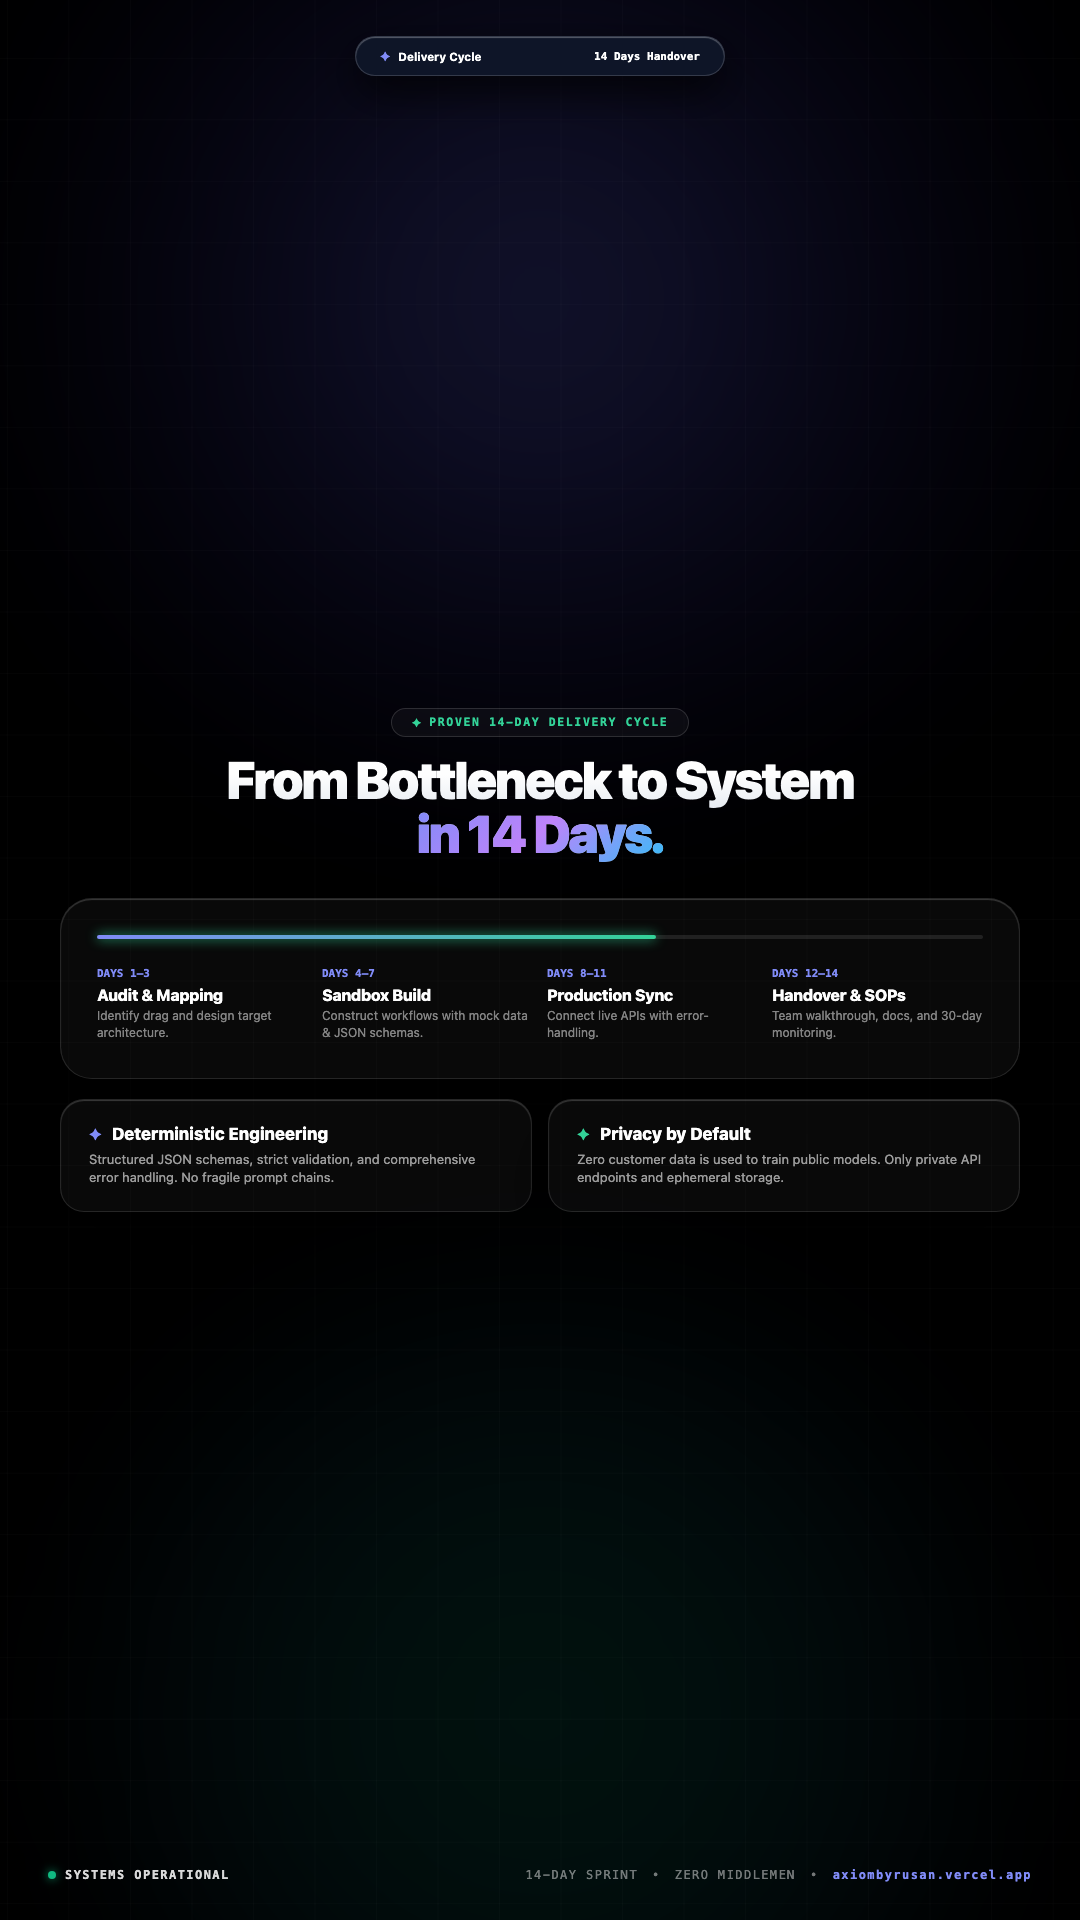 Delivery Cycle 14 Days Handover
PROVEN 14-DAY DELIVERY CYCLE
From Bottleneck to System
in 14 Days.
DAYS 1–3
Audit & Mapping
Identify drag and design target
architecture.
DAYS 4–7
Sandbox Build
Construct workflows with mock data
& JSON schemas.
DAYS 8–11
Production Sync
Connect live APIs with error-
handling.
DAYS 12–14
Handover & SOPs
Team walkthrough, docs, and 30-day
monitoring.
Deterministic Engineering
Structured JSON schemas, strict validation, and comprehensive
error handling. No fragile prompt chains.
Privacy by Default
Zero customer data is used to train public models. Only private API
endpoints and ephemeral storage.
SYSTEMS OPERATIONAL
14-DAY SPRINT • ZERO MIDDLEMEN • axiombyrusan.vercel.app